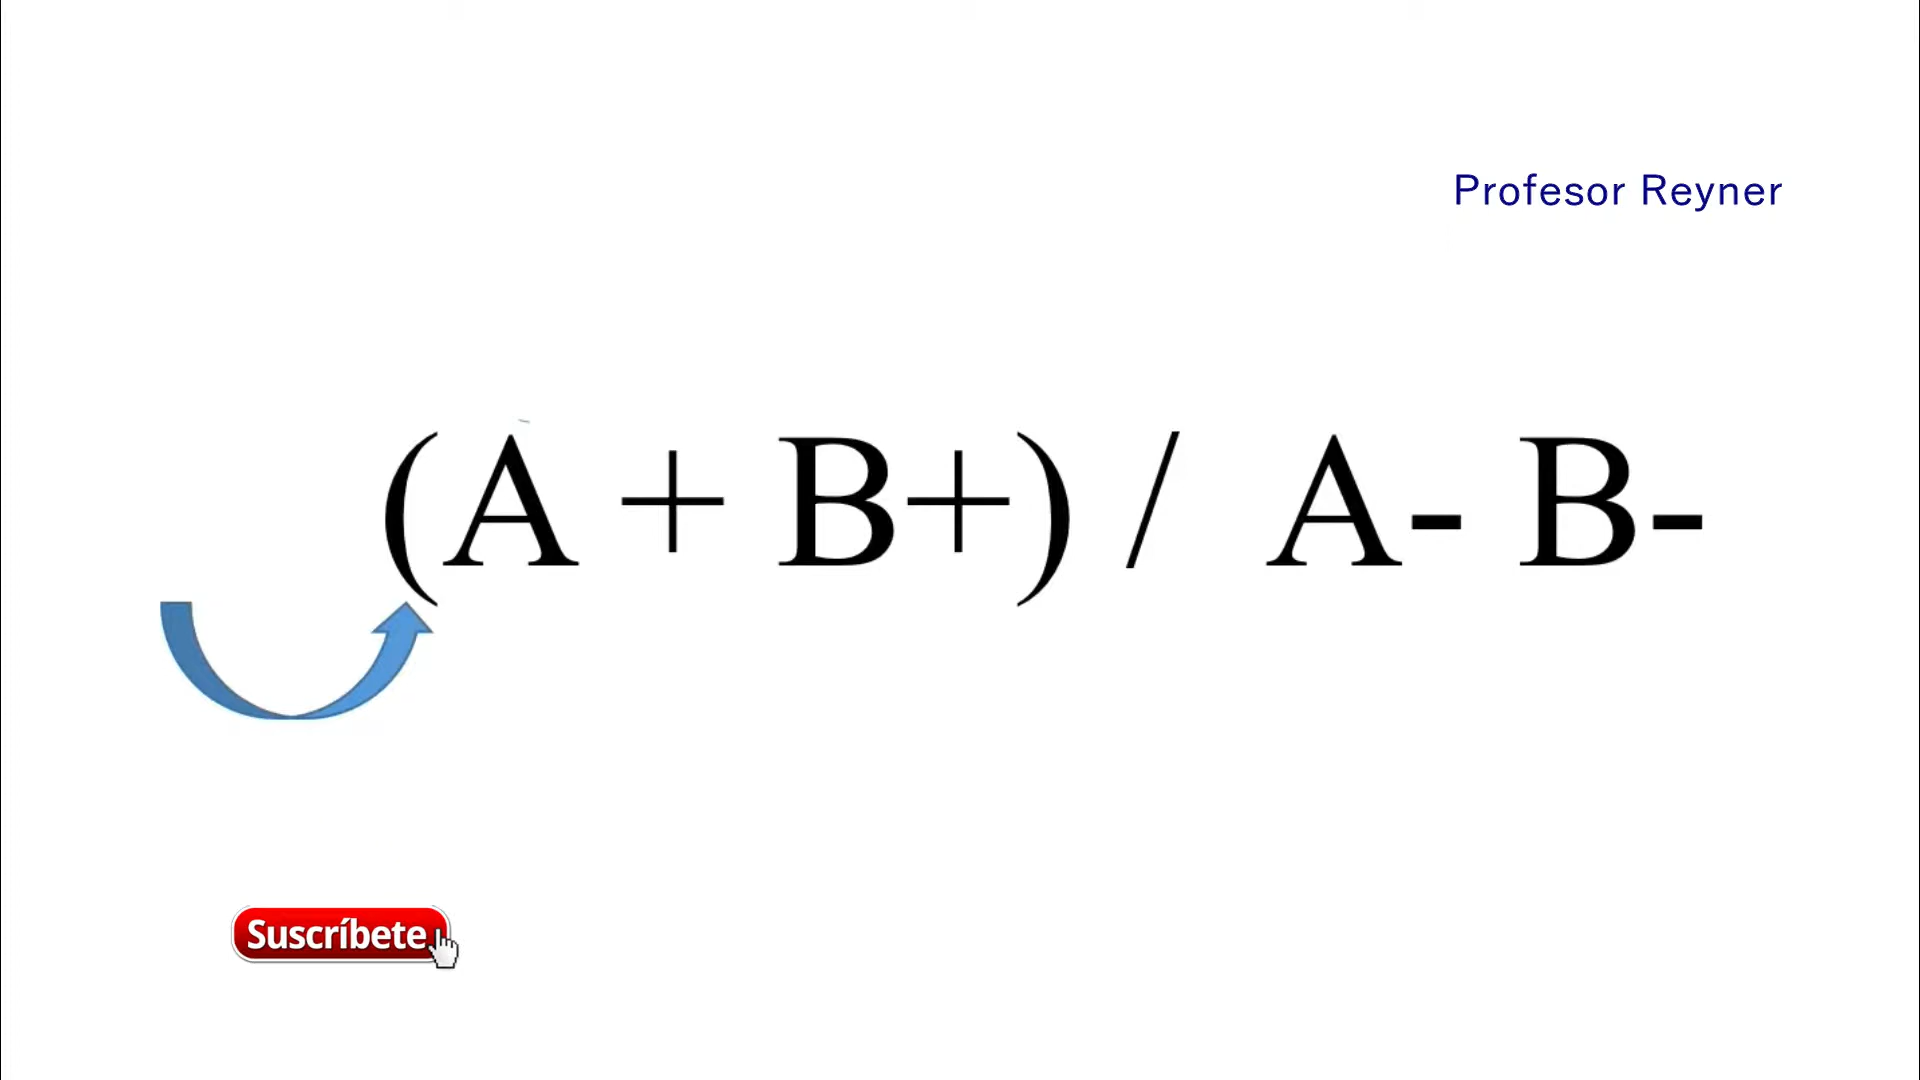 Profesor Reyner
(A + B+) / A- B-
Suscríbete